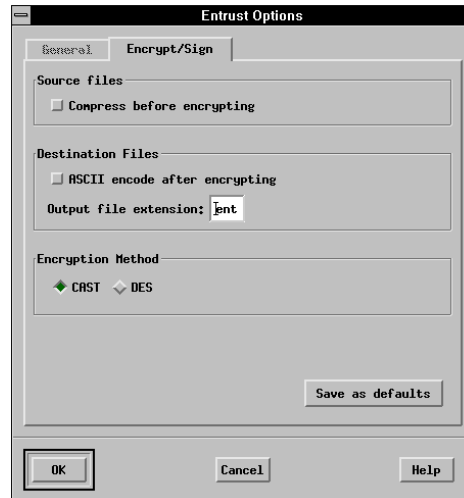 Entrust Options
General Encrypt/Sign
Source files
Compress before encrypting
Destination Files
ASCII encode after encrypting
Output file extension: ent
Encryption Method
CAST DES
Save as defaults
OK Cancel Help